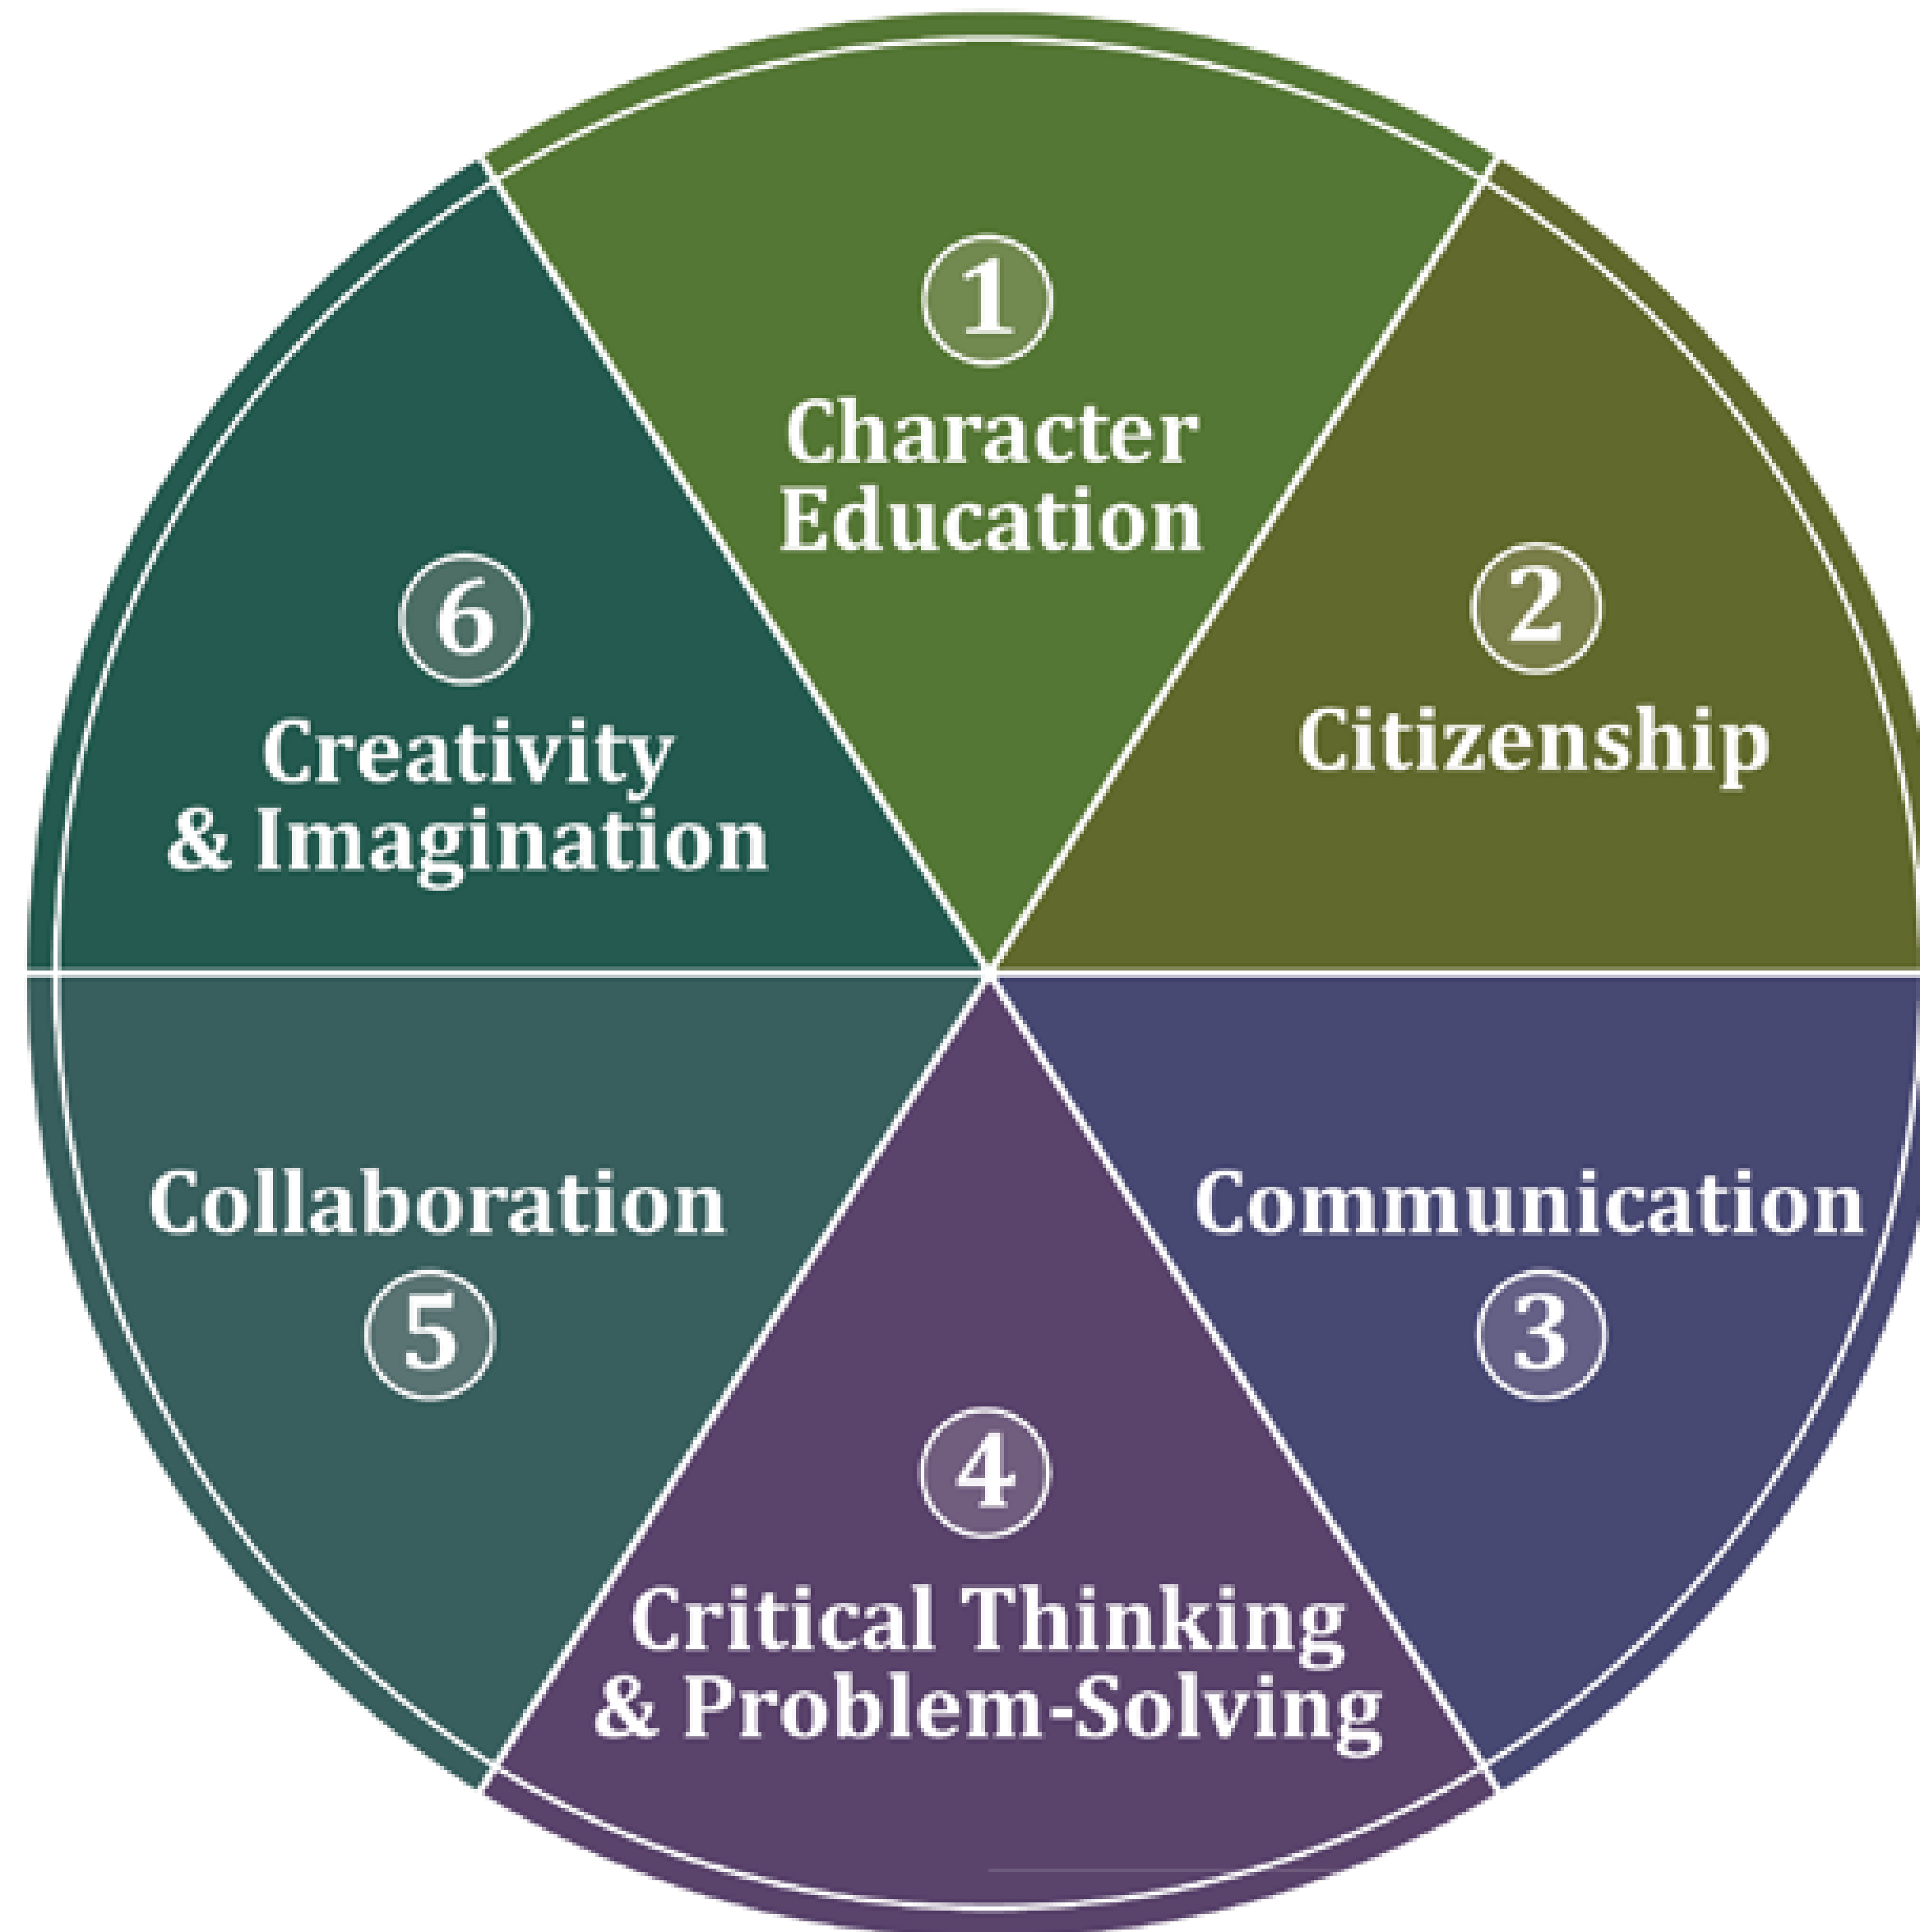 1
Character
Education
2
Citizenship
Communication
3
4
Critical Thinking
& Problem-Solving
Collaboration
5
6
Creativity
& Imagination